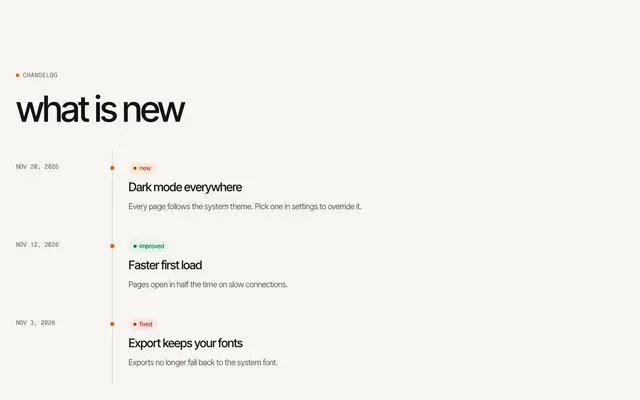 CHANGELOG
what is new
NOV 20, 2026
new
Dark mode everywhere
Every page follows the system theme. Pick one in settings to override it.
NOV 12, 2026
improved
Faster first load
Pages open in half the time on slow connections.
NOV 3, 2026
fixed
Export keeps your fonts
Exports no longer fall back to the system font.